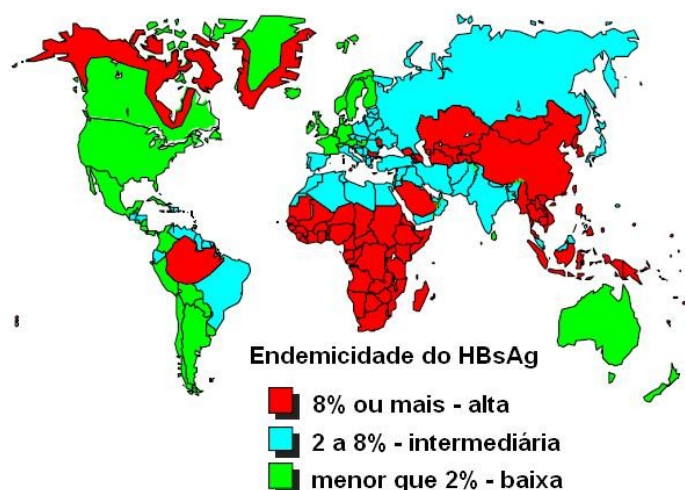 Endemicidade do HBsAg
8% ou mais - alta
2 a 8% - intermediária
menor que 2% - baixa